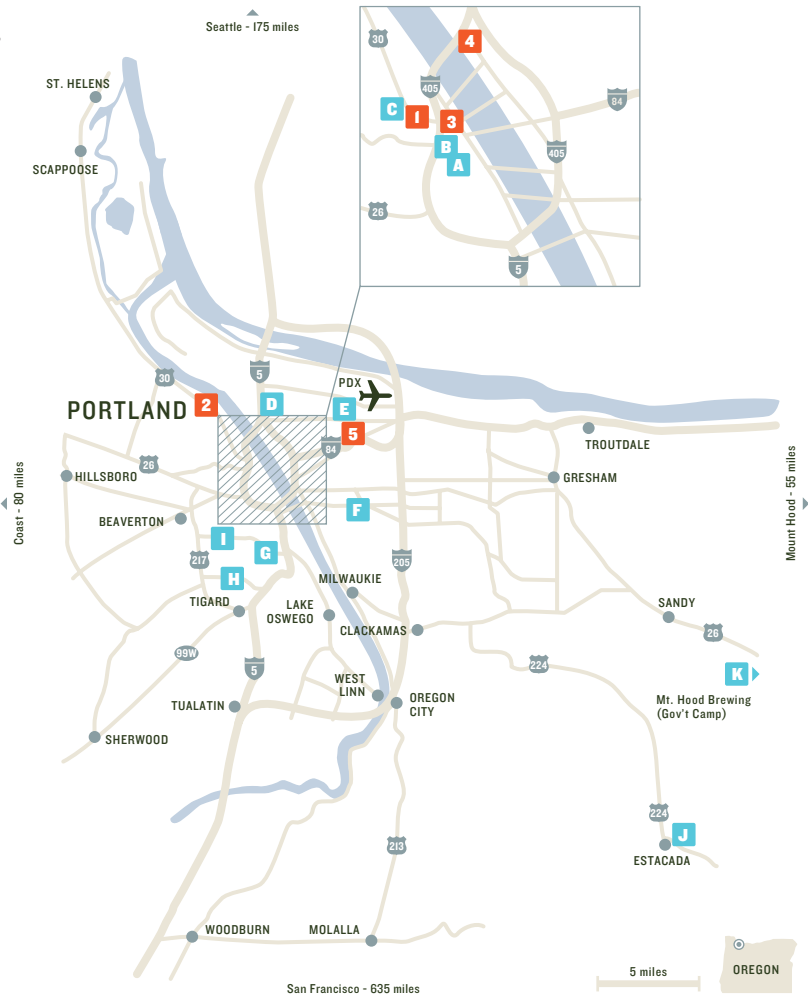 Seattle - 175 miles
30
4
ST. HELENS
405
84
C
1
3
B
405
A
SCAPPOOSE
26
5
5
30
PDX
PORTLAND
2
D
E
5
84
TROUTDALE
26
HILLSBORO
GRESHAM
Coast - 80 miles
Mount Hood - 55 miles
F
BEAVERTON
I
G
217
205
H
MILWAUKIE
TIGARD
LAKE
OSWEGO
SANDY
CLACKAMAS
26
99W
5
224
K
WEST
LINN
OREGON
CITY
Mt. Hood Brewing
(Gov't Camp)
TUALATIN
SHERWOOD
224
J
213
ESTACADA
WOODBURN
MOLALLA
5 miles
OREGON
San Francisco - 635 miles